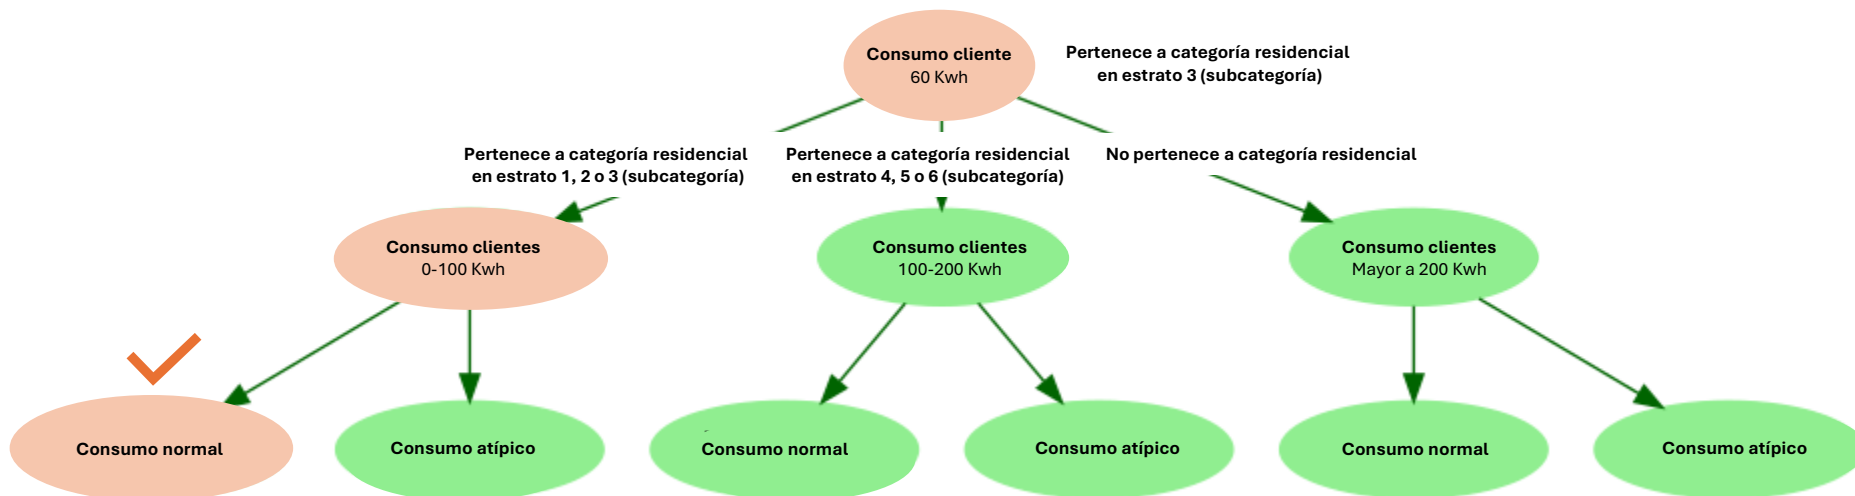 Consumo cliente
60 Kwh
Pertenece a categoría residencial
en estrato 3 (subcategoría)
Pertenece a categoría residencial
en estrato 1, 2 o 3 (subcategoría)
Pertenece a categoría residencial
en estrato 4, 5 o 6 (subcategoría)
No pertenece a categoría residencial
Consumo clientes
0-100 Kwh
Consumo clientes
100-200 Kwh
Consumo clientes
Mayor a 200 Kwh
Consumo normal
Consumo atípico
Consumo normal
Consumo atípico
Consumo normal
Consumo atípico